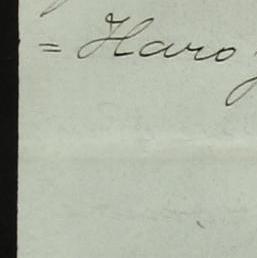 = Haro